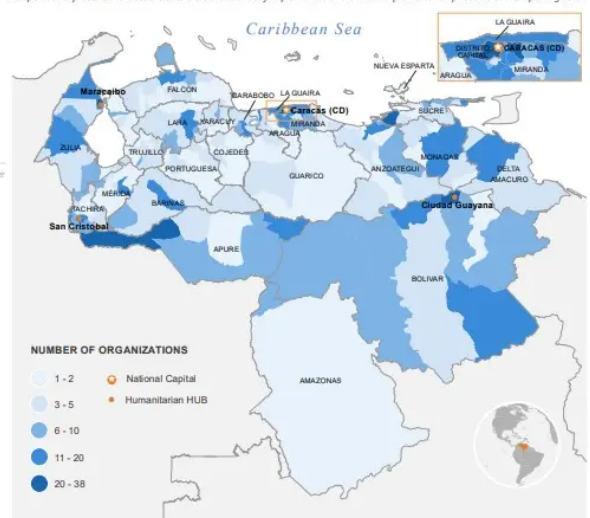 Caribbean Sea
LA GUAIRA
DISTRITO
CAPITAL
CARACAS (CD)
MIRANDA
ARAGUA
NUEVA ESPARTA
Maracaibo
FALCON
CARABOBO
LA GUAIRA
Caracas (CD)
SUCRE
LARA
YARACUY
MIRANDA
ARAGUA
ZULIA
TRUJILLO
COJEDES
MONAGAS
PORTUGUESA
GUARICO
ANZOATEGUI
DELTA
AMACURO
MÉRIDA
BARINAS
TACHIRA
Ciudad Guayana
San Cristobal
APURE
BOLIVAR
AMAZONAS
NUMBER OF ORGANIZATIONS
1 - 2
National Capital
3 - 5
Humanitarian HUB
6 - 10
11 - 20
20 - 38